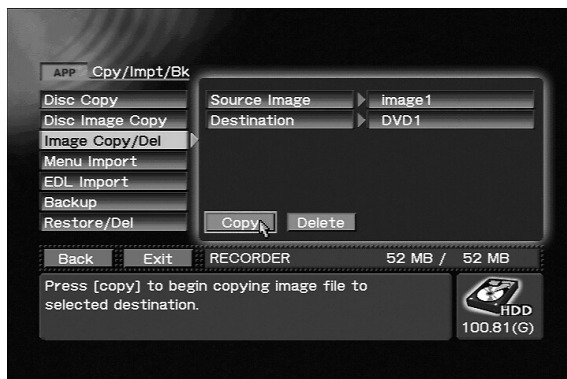 APP Cpy/Impt/Bk
Disc Copy
Disc Image Copy
Image Copy/Del
Menu Import
EDL Import
Backup
Restore/Del
Source Image image1
Destination DVD1
Copy Delete
Back Exit RECORDER 52 MB / 52 MB
Press [copy] to begin copying image file to
selected destination.
HDD
100.81(G)